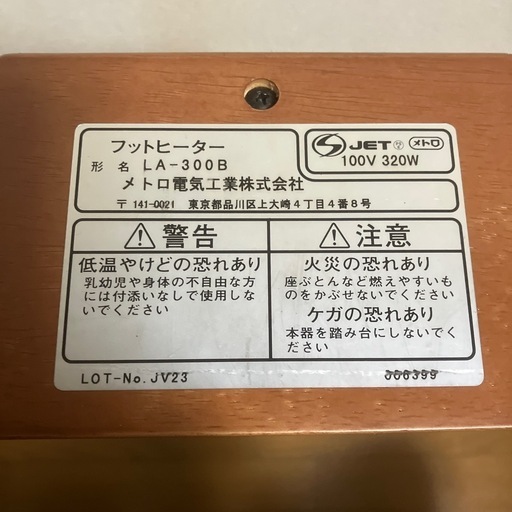 フットヒーター
形 名 LA-300B
メトロ電気工業株式会社
〒 141-0021 東京都品川区上大崎4丁目4番8号
JET メトロ
100V 320W
警告
低温やけどの恐れあり
乳幼児や身体の不自由な方
には付添いなしで使用しな
いでください
注意
火災の恐れあり
座ぶとんなど燃えやすいも
のをかぶせないでください
ケガの恐れあり
本器を踏み台にしないでく
ださい
LOT-No.JV23